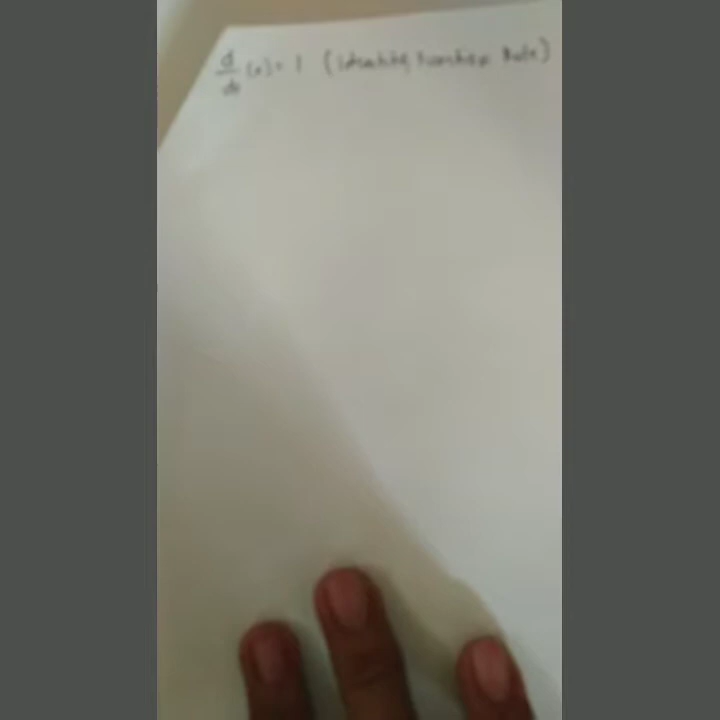 d/dx (x) = 1 (Identity Function Rule)